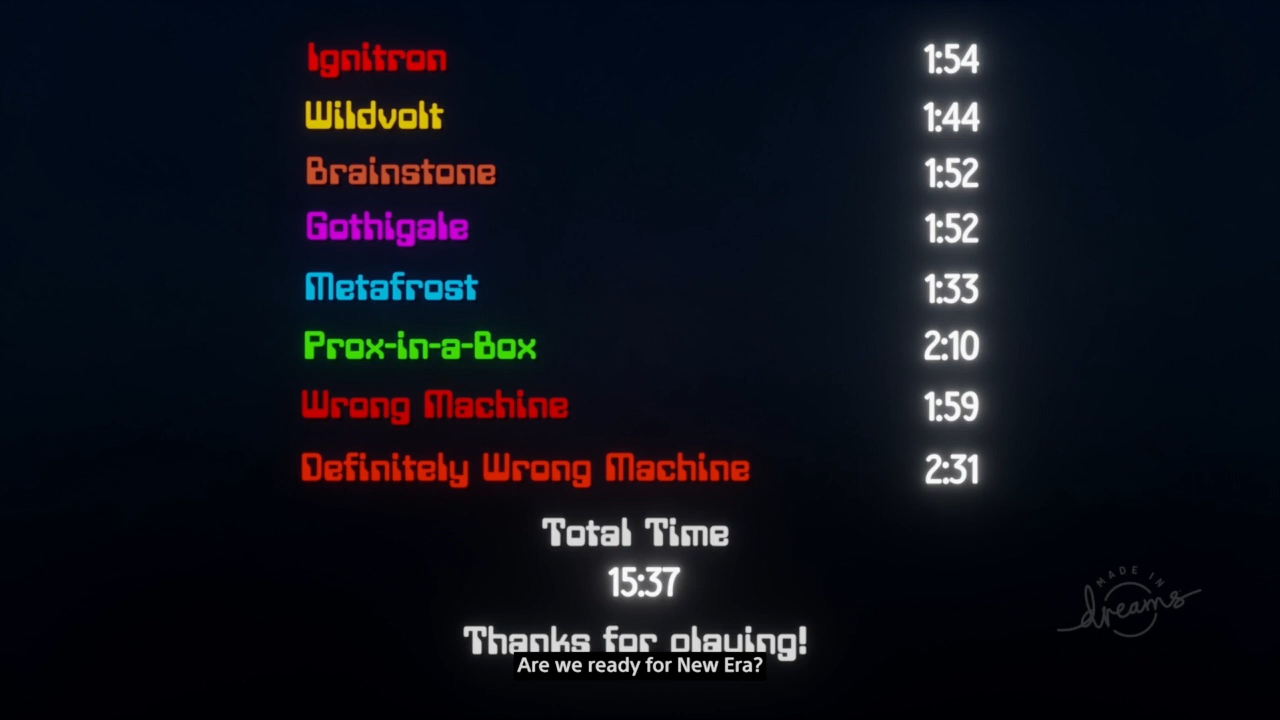 Ignitron 1:54
Wildvolt 1:44
Brainstone 1:52
Gothigale 1:52
Metafrost 1:33
Prox-in-a-Box 2:10
Wrong Machine 1:59
Definitely Wrong Machine 2:31
Total Time
15:37
MADE IN
dreams
Thanks for playing!
Are we ready for New Era?